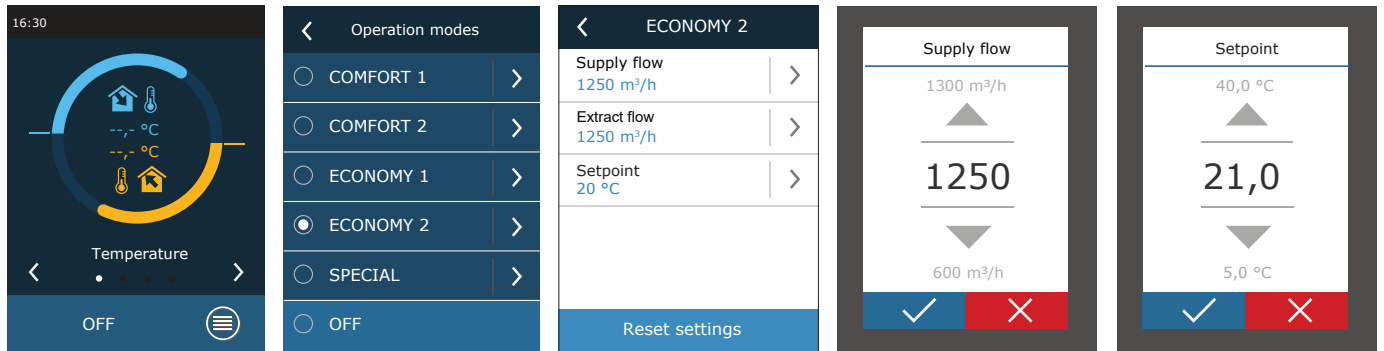 16:30
--,- °C
--,- °C
Temperature
OFF
Operation modes
COMFORT 1
COMFORT 2
ECONOMY 1
ECONOMY 2
SPECIAL
OFF
ECONOMY 2
Supply flow
1250 m³/h
Extract flow
1250 m³/h
Setpoint
20 °C
Reset settings
Supply flow
1300 m³/h
1250
600 m³/h
Setpoint
40,0 °C
21,0
5,0 °C